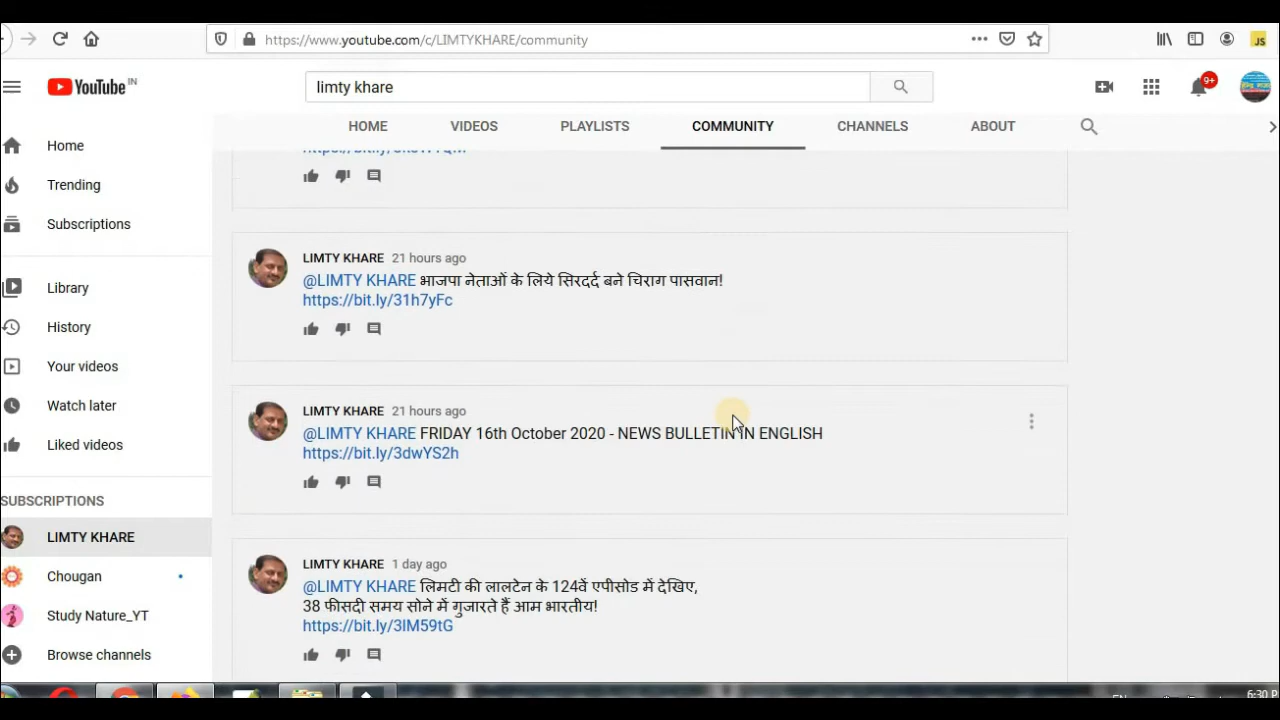 https://www.youtube.com/c/LIMTYKHARE/community
YouTube IN
limty khare
9+
HOME VIDEOS PLAYLISTS COMMUNITY CHANNELS ABOUT
Home
Trending
Subscriptions
Library
History
Your videos
Watch later
Liked videos
SUBSCRIPTIONS
LIMTY KHARE
Chougan
Study Nature_YT
Browse channels
LIMTY KHARE 21 hours ago
@LIMTY KHARE भाजपा नेताओं के लिये सिरदर्द बने चिराग पासवान!
https://bit.ly/31h7yFc
LIMTY KHARE 21 hours ago
@LIMTY KHARE FRIDAY 16th October 2020 - NEWS BULLETIN IN ENGLISH
https://bit.ly/3dwYS2h
LIMTY KHARE 1 day ago
@LIMTY KHARE लिमटी की लालटेन के 124वें एपीसोड में देखिए,
38 फीसदी समय सोने में गुजारते हैं आम भारतीय!
https://bit.ly/3lM59tG
6:30 P